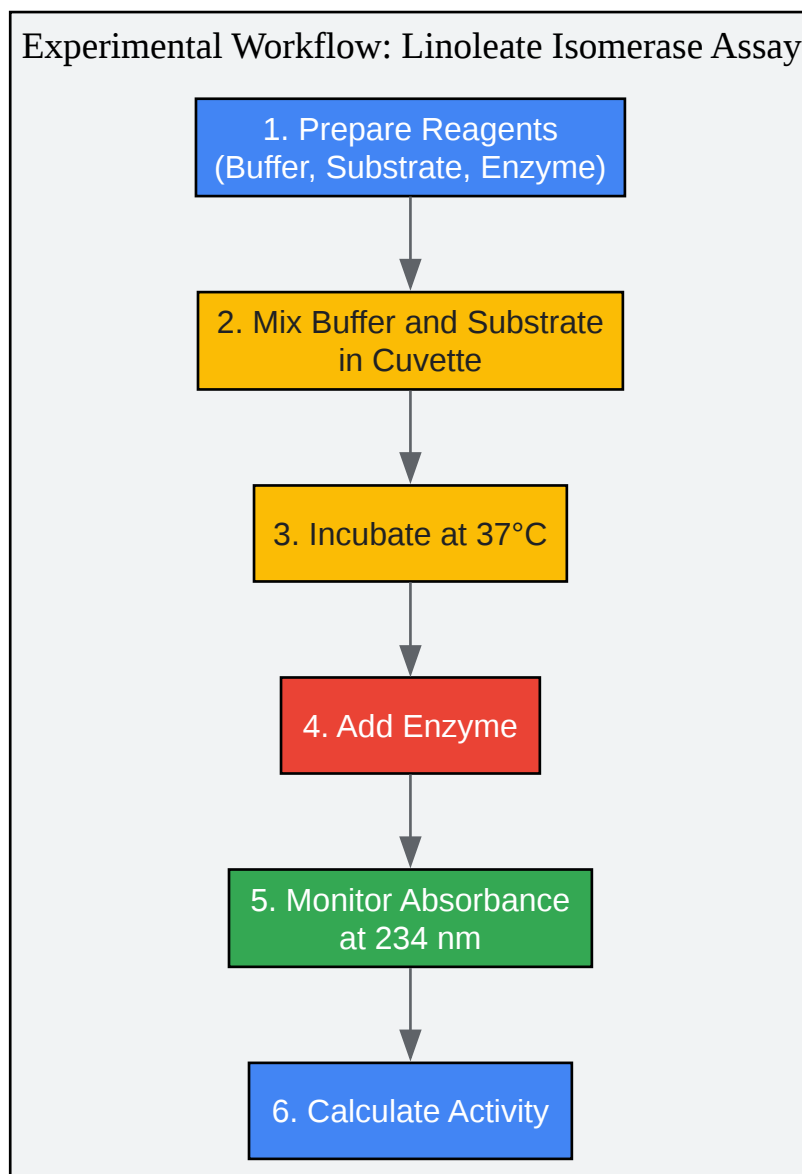 Experimental Workflow: Linoleate Isomerase Assay
1. Prepare Reagents
(Buffer, Substrate, Enzyme)
2. Mix Buffer and Substrate
in Cuvette
3. Incubate at 37°C
4. Add Enzyme
5. Monitor Absorbance
at 234 nm
6. Calculate Activity